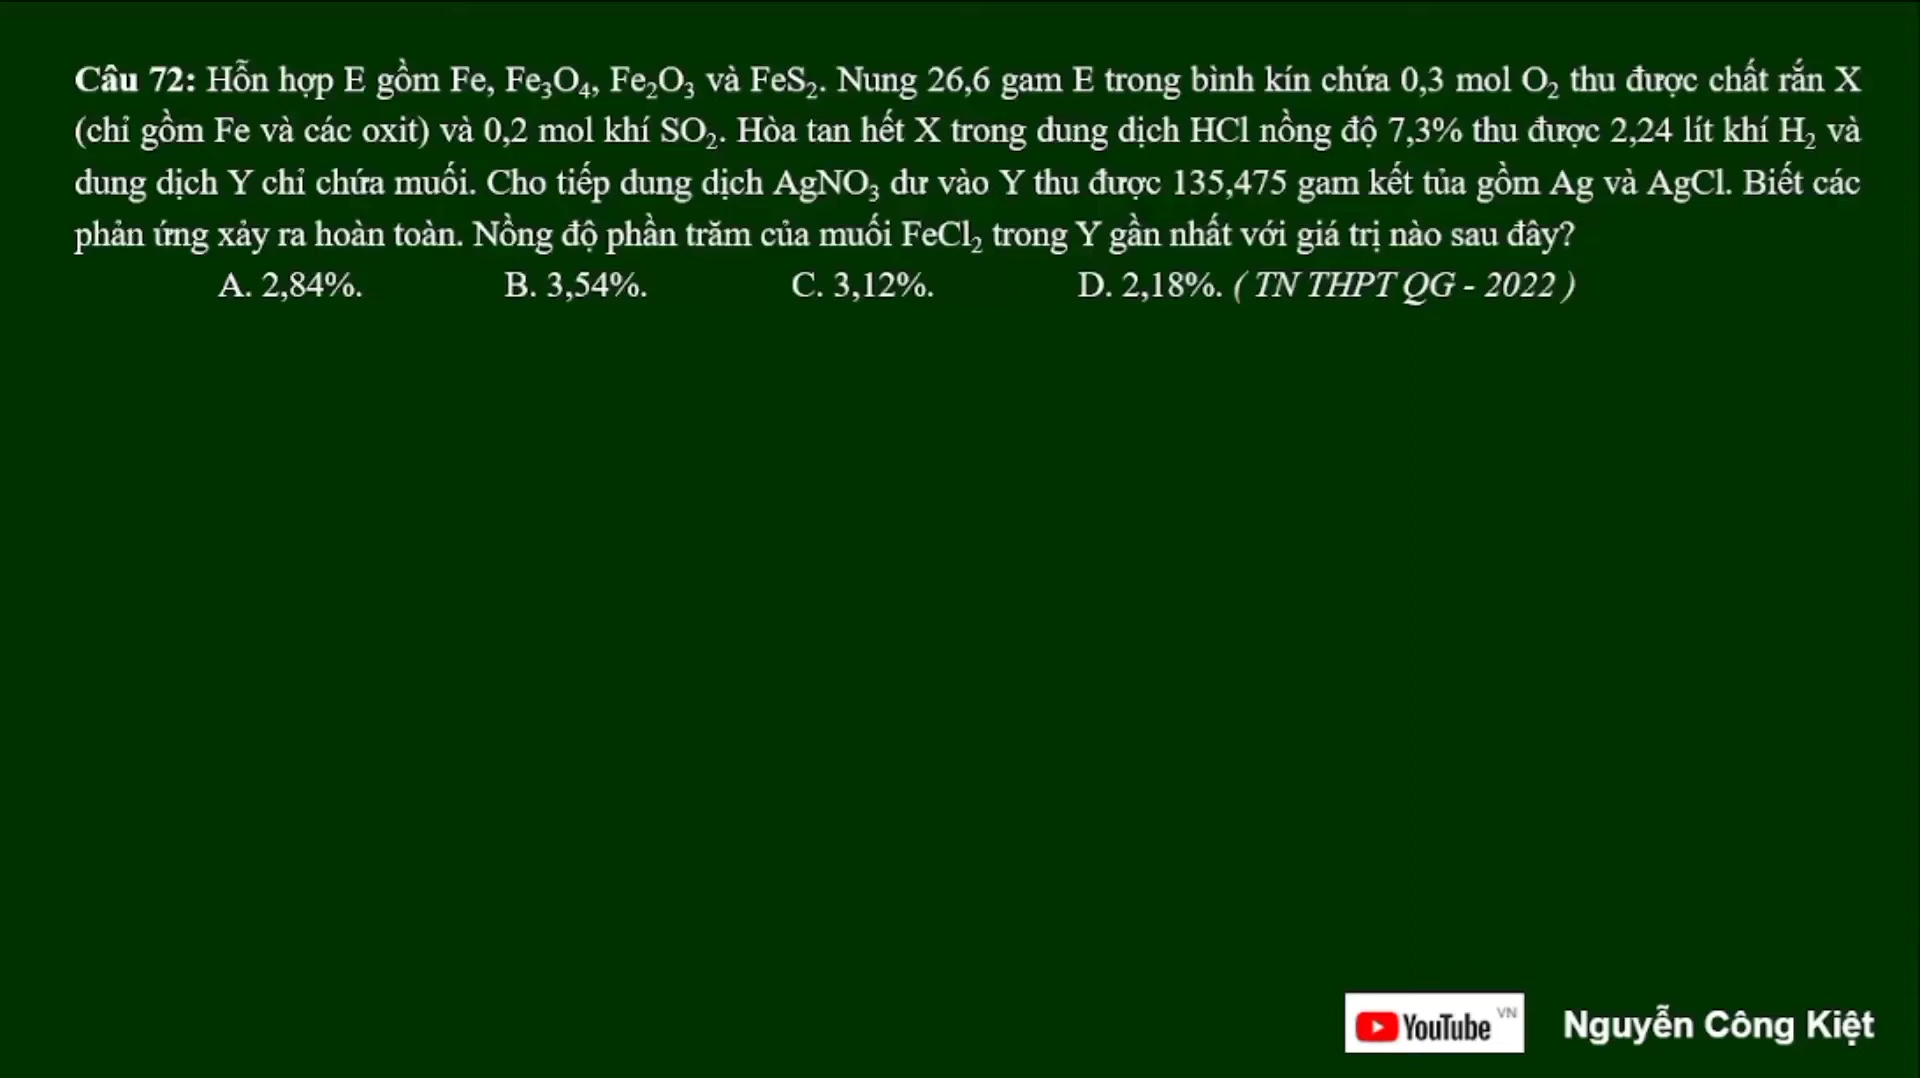 Câu 72: Hỗn hợp E gồm Fe, Fe₃O₄, Fe₂O₃ và FeS₂. Nung 26,6 gam E trong bình kín chứa 0,3 mol O₂ thu được chất rắn X
(chỉ gồm Fe và các oxit) và 0,2 mol khí SO₂. Hòa tan hết X trong dung dịch HCl nồng độ 7,3% thu được 2,24 lít khí H₂ và
dung dịch Y chỉ chứa muối. Cho tiếp dung dịch AgNO₃ dư vào Y thu được 135,475 gam kết tủa gồm Ag và AgCl. Biết các
phản ứng xảy ra hoàn toàn. Nồng độ phần trăm của muối FeCl₂ trong Y gần nhất với giá trị nào sau đây?
A. 2,84%. B. 3,54%. C. 3,12%. D. 2,18%. ( TN THPT QG - 2022 )
YouTube VN Nguyễn Công Kiệt